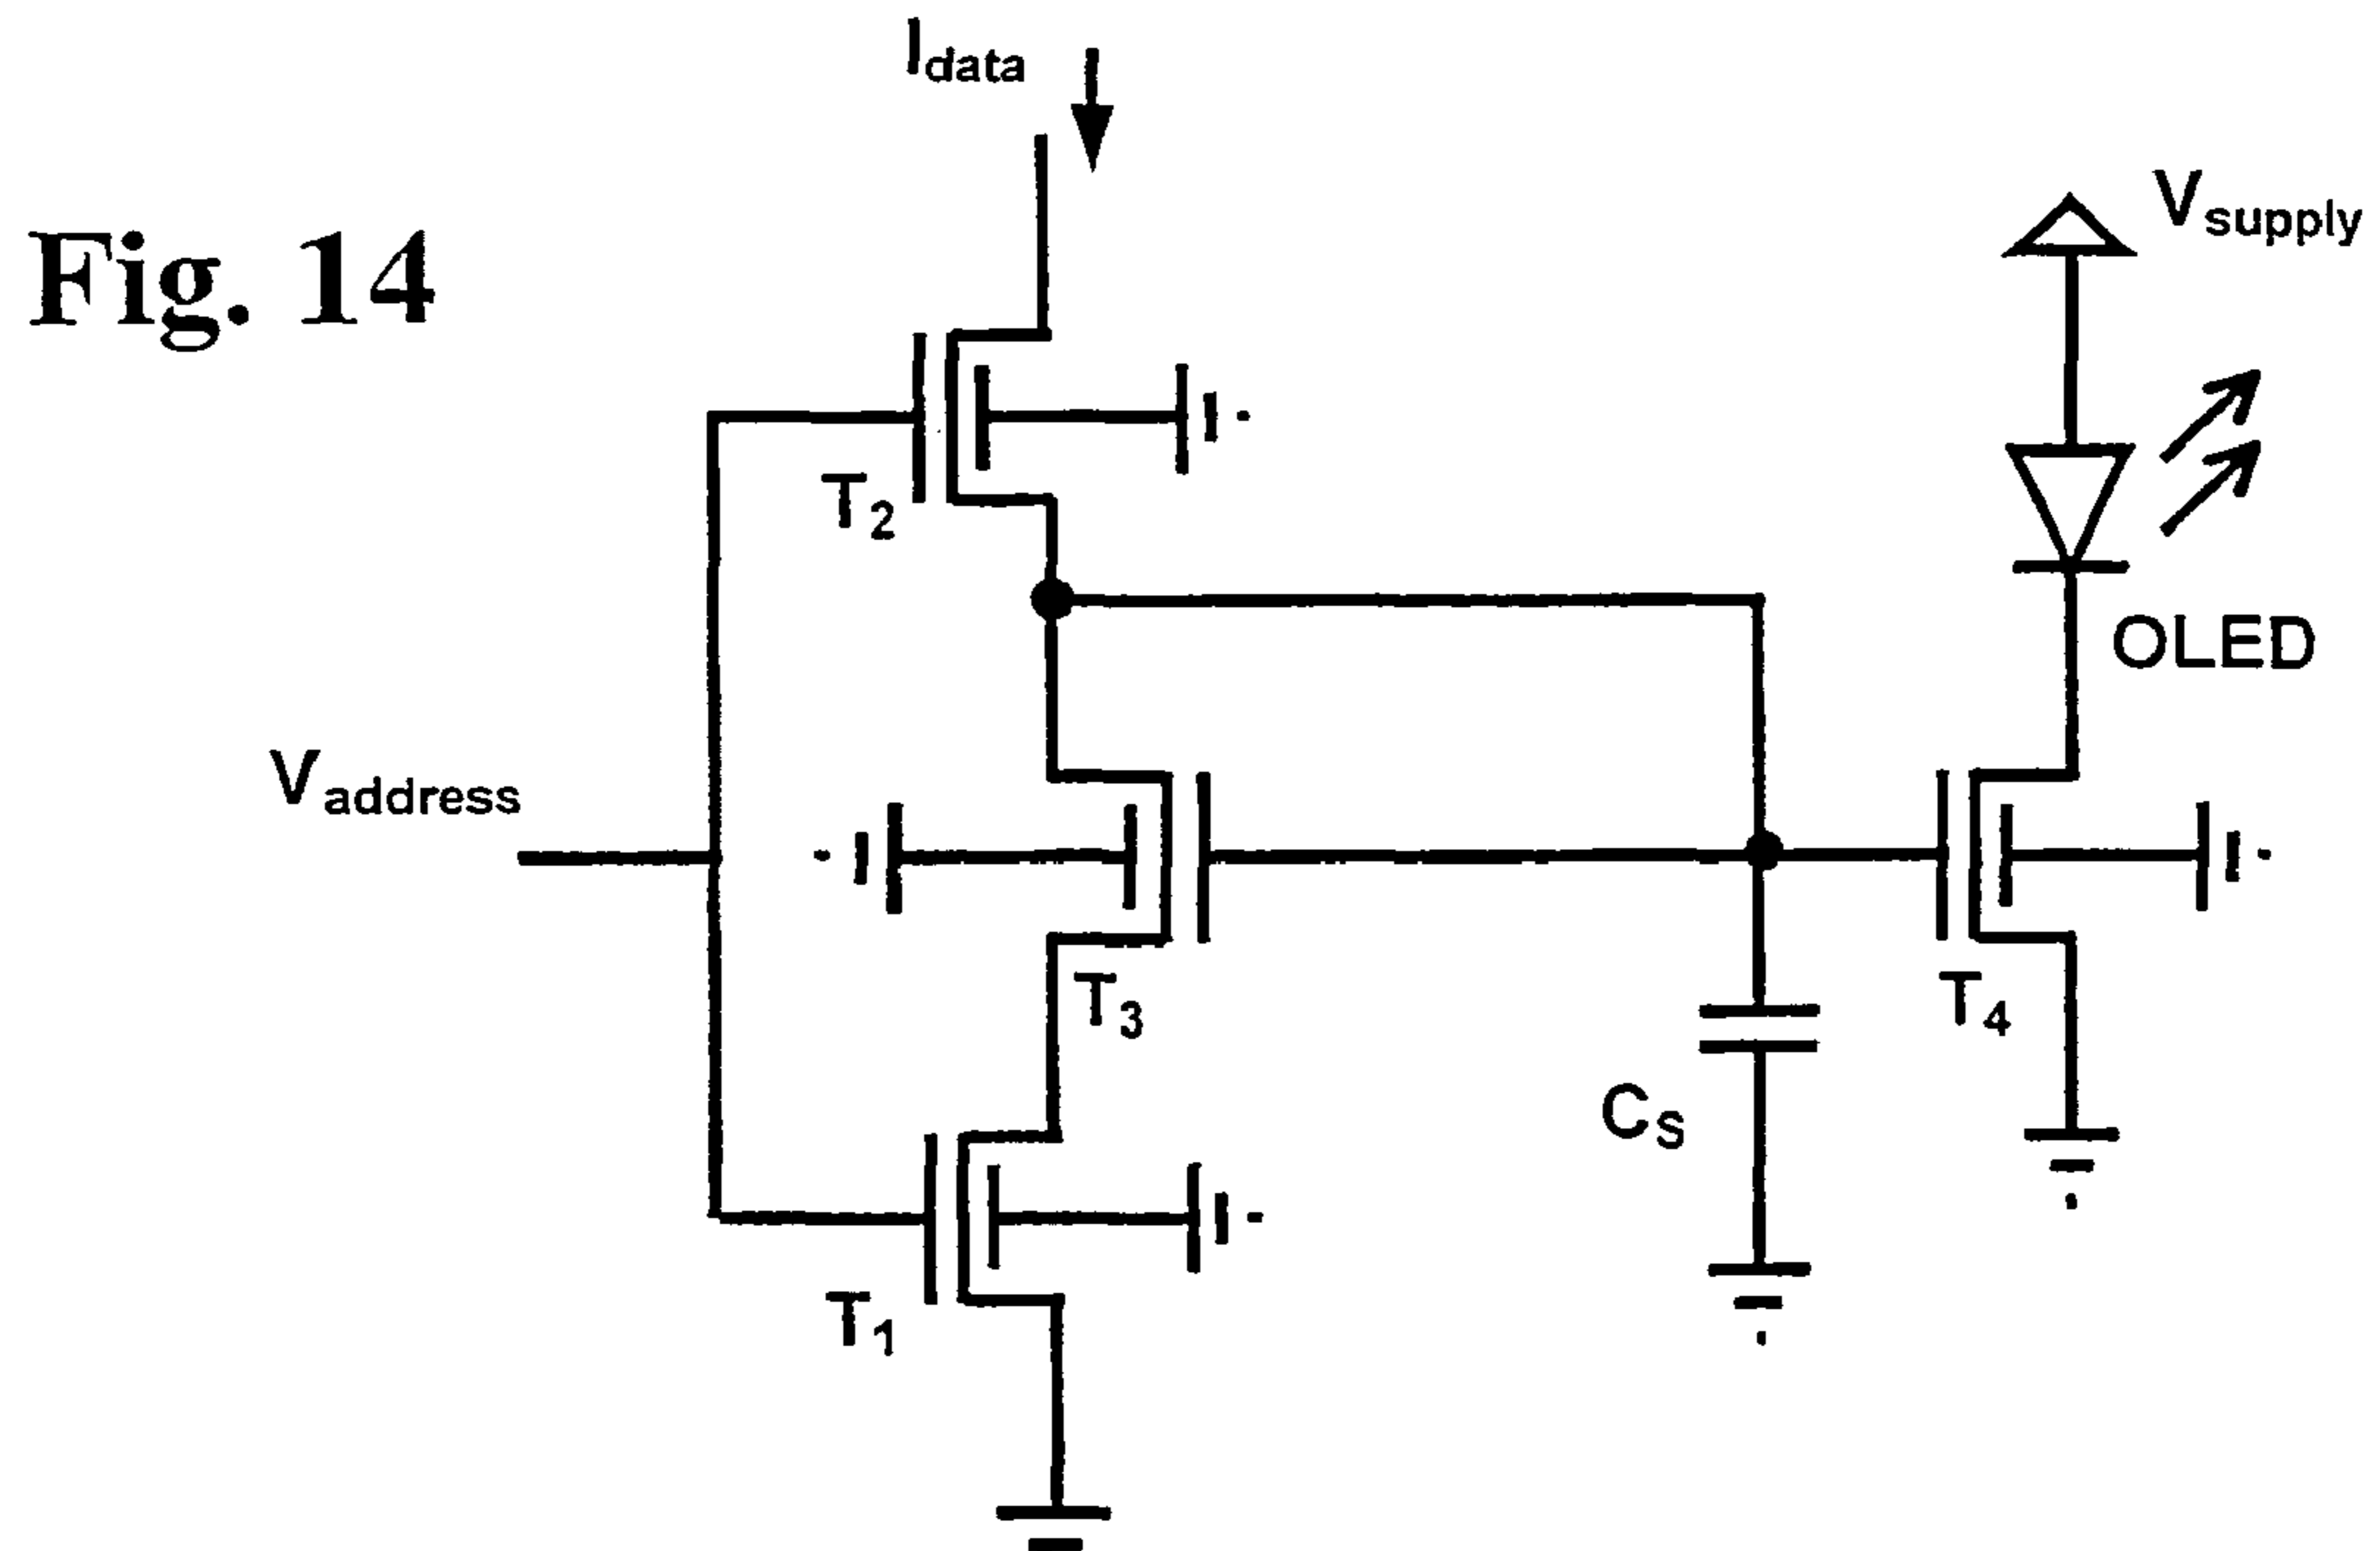 Idata
Fig. 14
Vsupply
T2
OLED
Vaddress
T3
T4
CS
T1